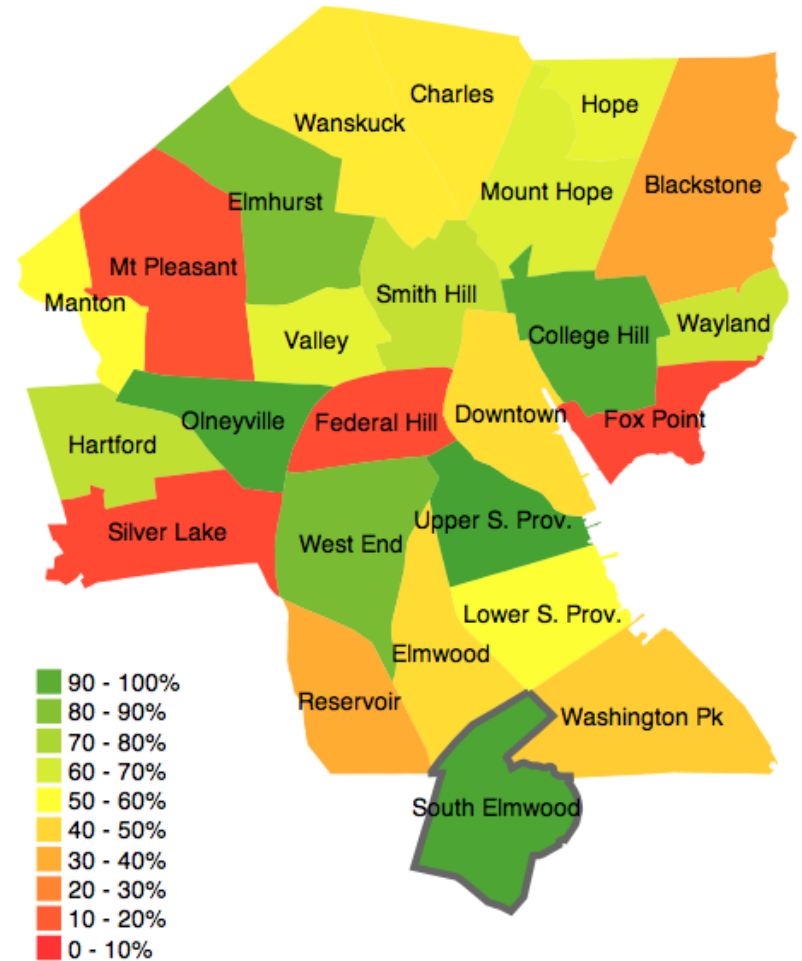 Charles
Hope
Wanskuck
Blackstone
Mount Hope
Elmhurst
Mt Pleasant
Smith Hill
Manton
Wayland
College Hill
Valley
Downtown
Fox Point
Olneyville
Federal Hill
Hartford
Upper S. Prov.
Silver Lake
West End
Lower S. Prov.
Elmwood
Reservoir
Washington Pk
South Elmwood
90 - 100%
80 - 90%
70 - 80%
60 - 70%
50 - 60%
40 - 50%
30 - 40%
20 - 30%
10 - 20%
0 - 10%